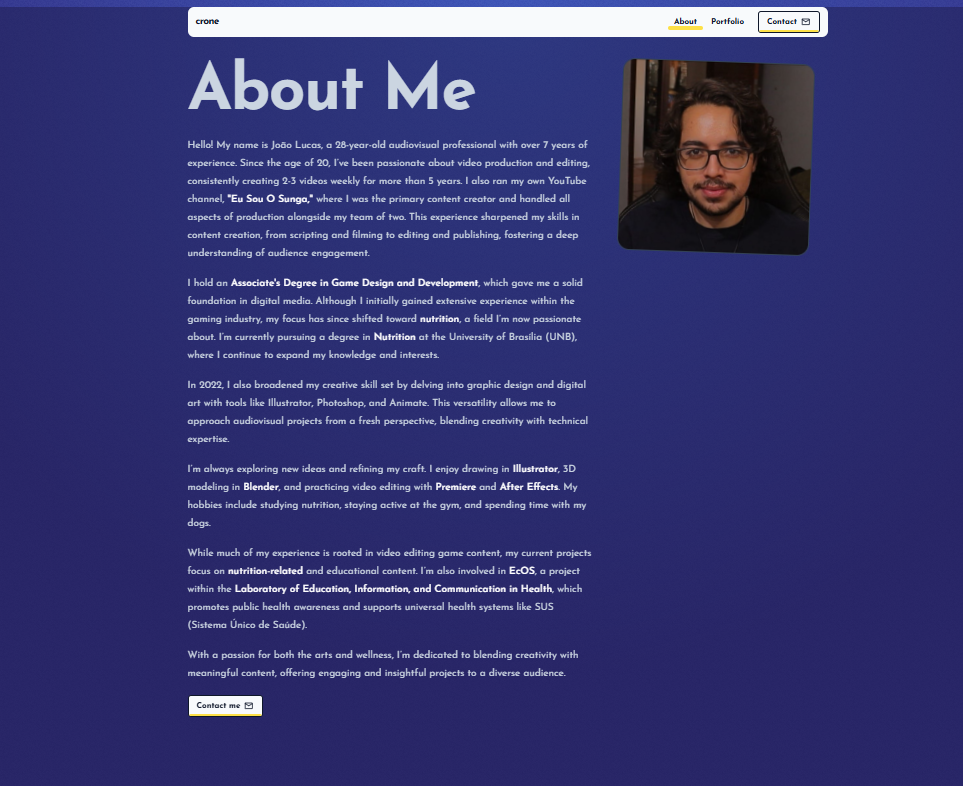 crone
About
Portfolio
Contact
About Me
Hello! My name is João Lucas, a 28-year-old audiovisual professional with over 7 years of
experience. Since the age of 20, I've been passionate about video production and editing,
consistently creating 2-3 videos weekly for more than 5 years. I also ran my own YouTube
channel, "Eu Sou O Sunga," where I was the primary content creator and handled all
aspects of production alongside my team of two. This experience sharpened my skills in
content creation, from scripting and filming to editing and publishing, fostering a deep
understanding of audience engagement.
I hold an Associate's Degree in Game Design and Development, which gave me a solid
foundation in digital media. Although I initially gained extensive experience within the
gaming industry, my focus has since shifted toward nutrition, a field I'm now passionate
about. I'm currently pursuing a degree in Nutrition at the University of Brasília (UNB),
where I continue to expand my knowledge and interests.
In 2022, I also broadened my creative skill set by delving into graphic design and digital
art with tools like Illustrator, Photoshop, and Animate. This versatility allows me to
approach audiovisual projects from a fresh perspective, blending creativity with technical
expertise.
I'm always exploring new ideas and refining my craft. I enjoy drawing in Illustrator, 3D
modeling in Blender, and practicing video editing with Premiere and After Effects. My
hobbies include studying nutrition, staying active at the gym, and spending time with my
dogs.
While much of my experience is rooted in video editing game content, my current projects
focus on nutrition-related and educational content. I'm also involved in EcOS, a project
within the Laboratory of Education, Information, and Communication in Health, which
promotes public health awareness and supports universal health systems like SUS
(Sistema Único de Saúde).
With a passion for both the arts and wellness, I'm dedicated to blending creativity with
meaningful content, offering engaging and insightful projects to a diverse audience.
Contact me